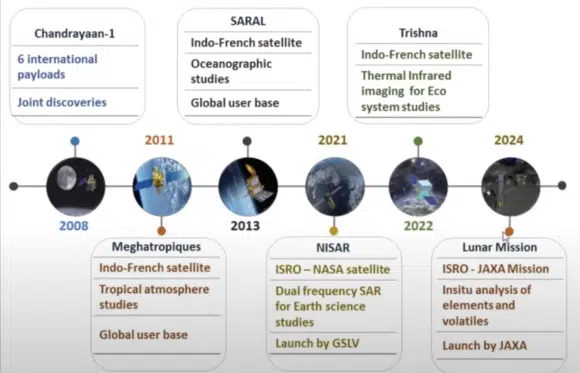 Chandrayaan-1
6 international
payloads
Joint discoveries
SARAL
Indo-French satellite
Oceanographic
studies
Global user base
Trishna
Indo-French satellite
Thermal Infrared
imaging for Eco
system studies
2011
2021
2024
2008
2013
2022
Meghatropiques
Indo-French satellite
Tropical atmosphere
studies
Global user base
NISAR
ISRO – NASA satellite
Dual frequency SAR
for Earth science
studies
Launch by GSLV
Lunar Mission
ISRO - JAXA Mission
Insitu analysis of
elements and
volatiles
Launch by JAXA